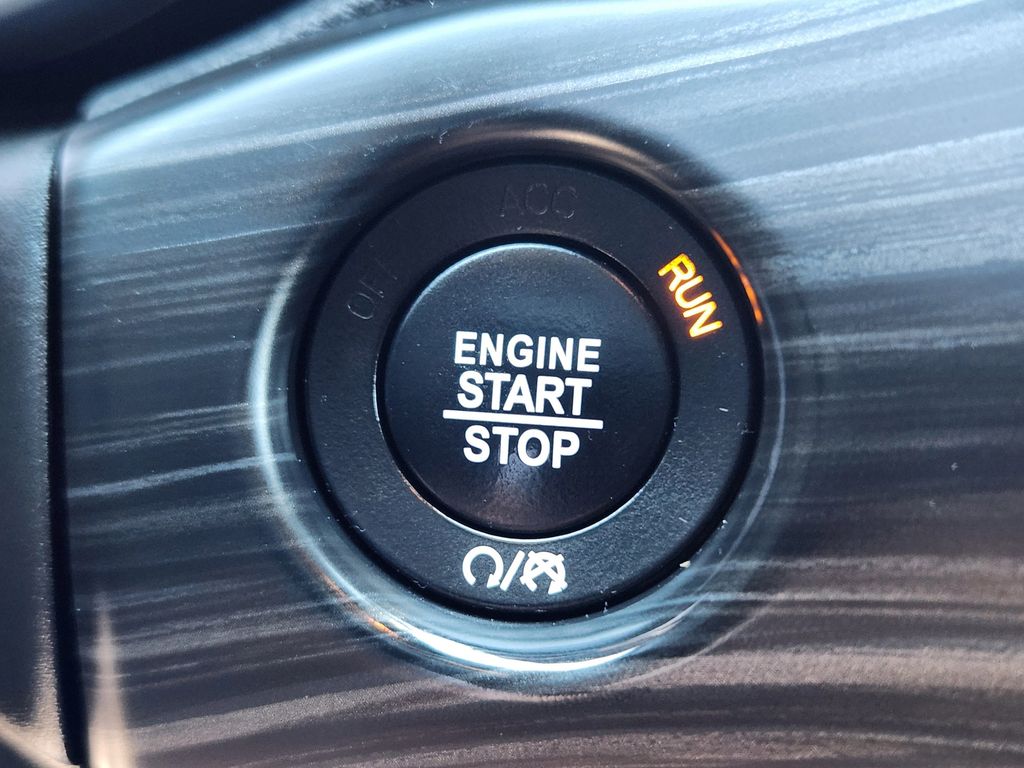 ACC
OFF
RUN
ENGINE
START
STOP